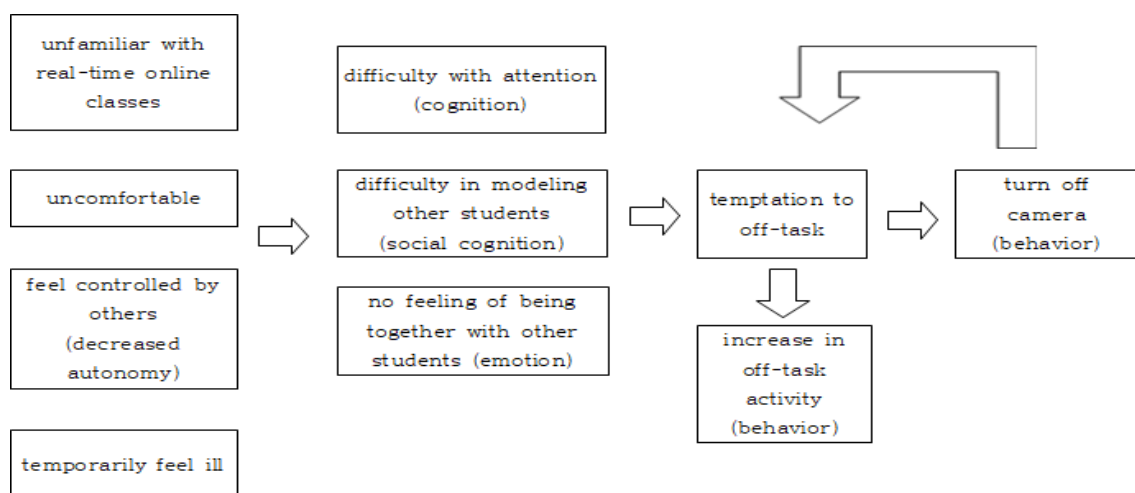 unfamiliar with
real-time online
classes
uncomfortable
feel controlled by
others
(decreased
autonomy)
temporarily feel ill
difficulty with attention
(cognition)
difficulty in modeling
other students
(social cognition)
no feeling of being
together with other
students (emotion)
temptation to
off-task
increase in
off-task
activity
(behavior)
turn off
camera
(behavior)